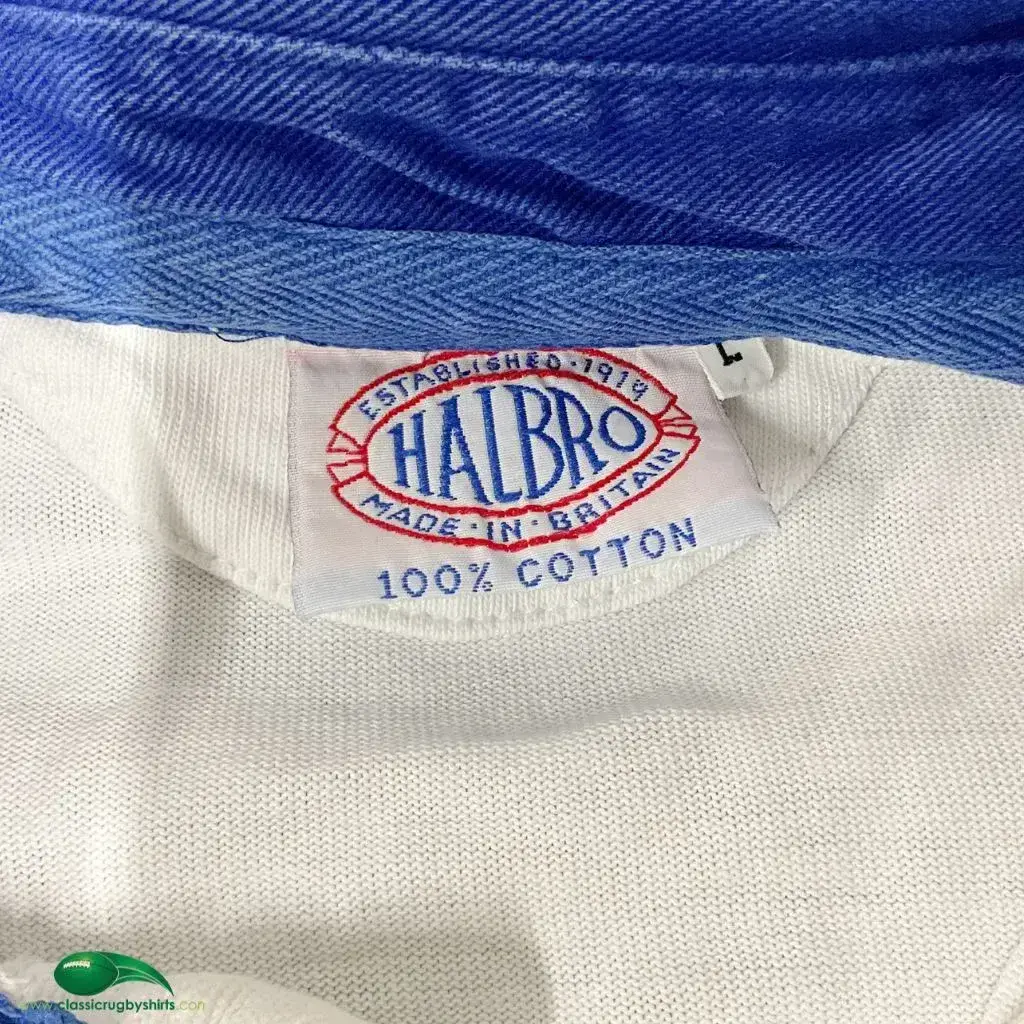 ESTABLISHED·1919
L
HALBRO
MADE·IN·BRITAIN
100% COTTON
www.classicrugbyshirts.com